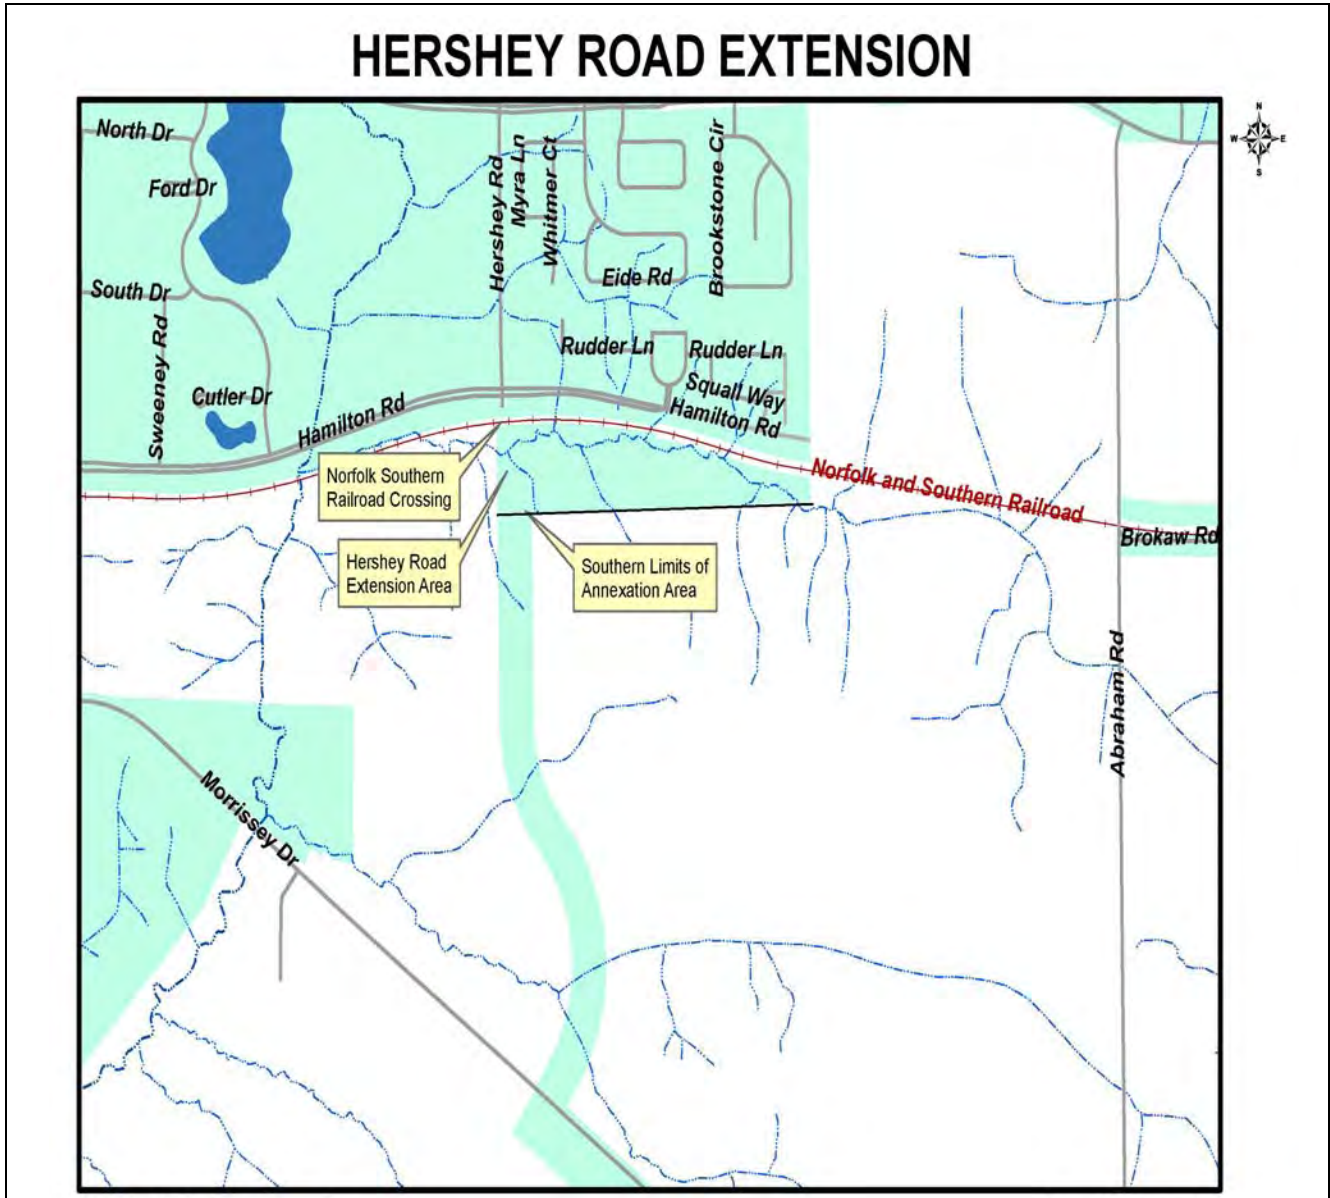 HERSHEY ROAD EXTENSION
N
W E
S
North Dr
Ford Dr
South Dr
Sweeney Rd
Cutler Dr
Hershey Rd
Myra Ln
Whitmer Ct
Brookstone Cir
Eide Rd
Rudder Ln
Rudder Ln
Squall Way
Hamilton Rd
Hamilton Rd
Norfolk Southern
Railroad Crossing
Norfolk and Southern Railroad
Brokaw Rd
Hershey Road
Extension Area
Southern Limits of
Annexation Area
Abraham Rd
Morrissey Dr